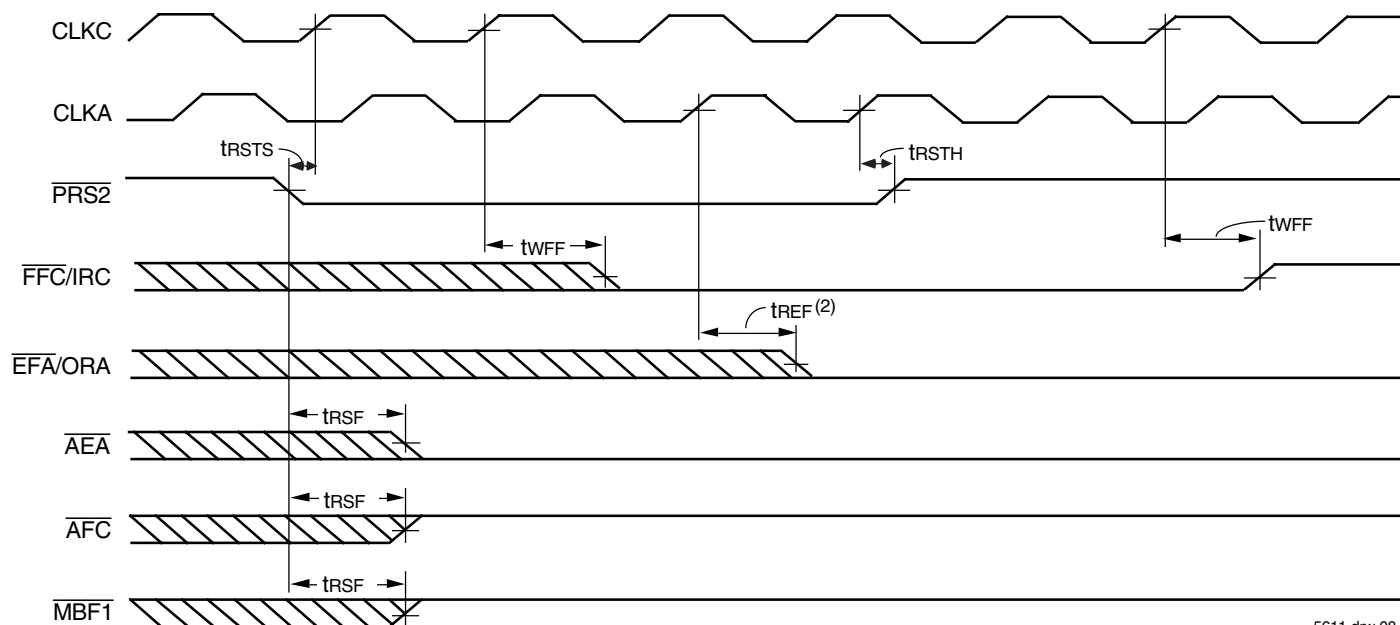 CLKC
CLKA
tRSTS
tRSTH
PRS2
tWFF
tWFF
FFC/IRC
tREF(2)
EFA/ORA
tRSF
AEA
tRSF
AFC
tRSF
MBF1